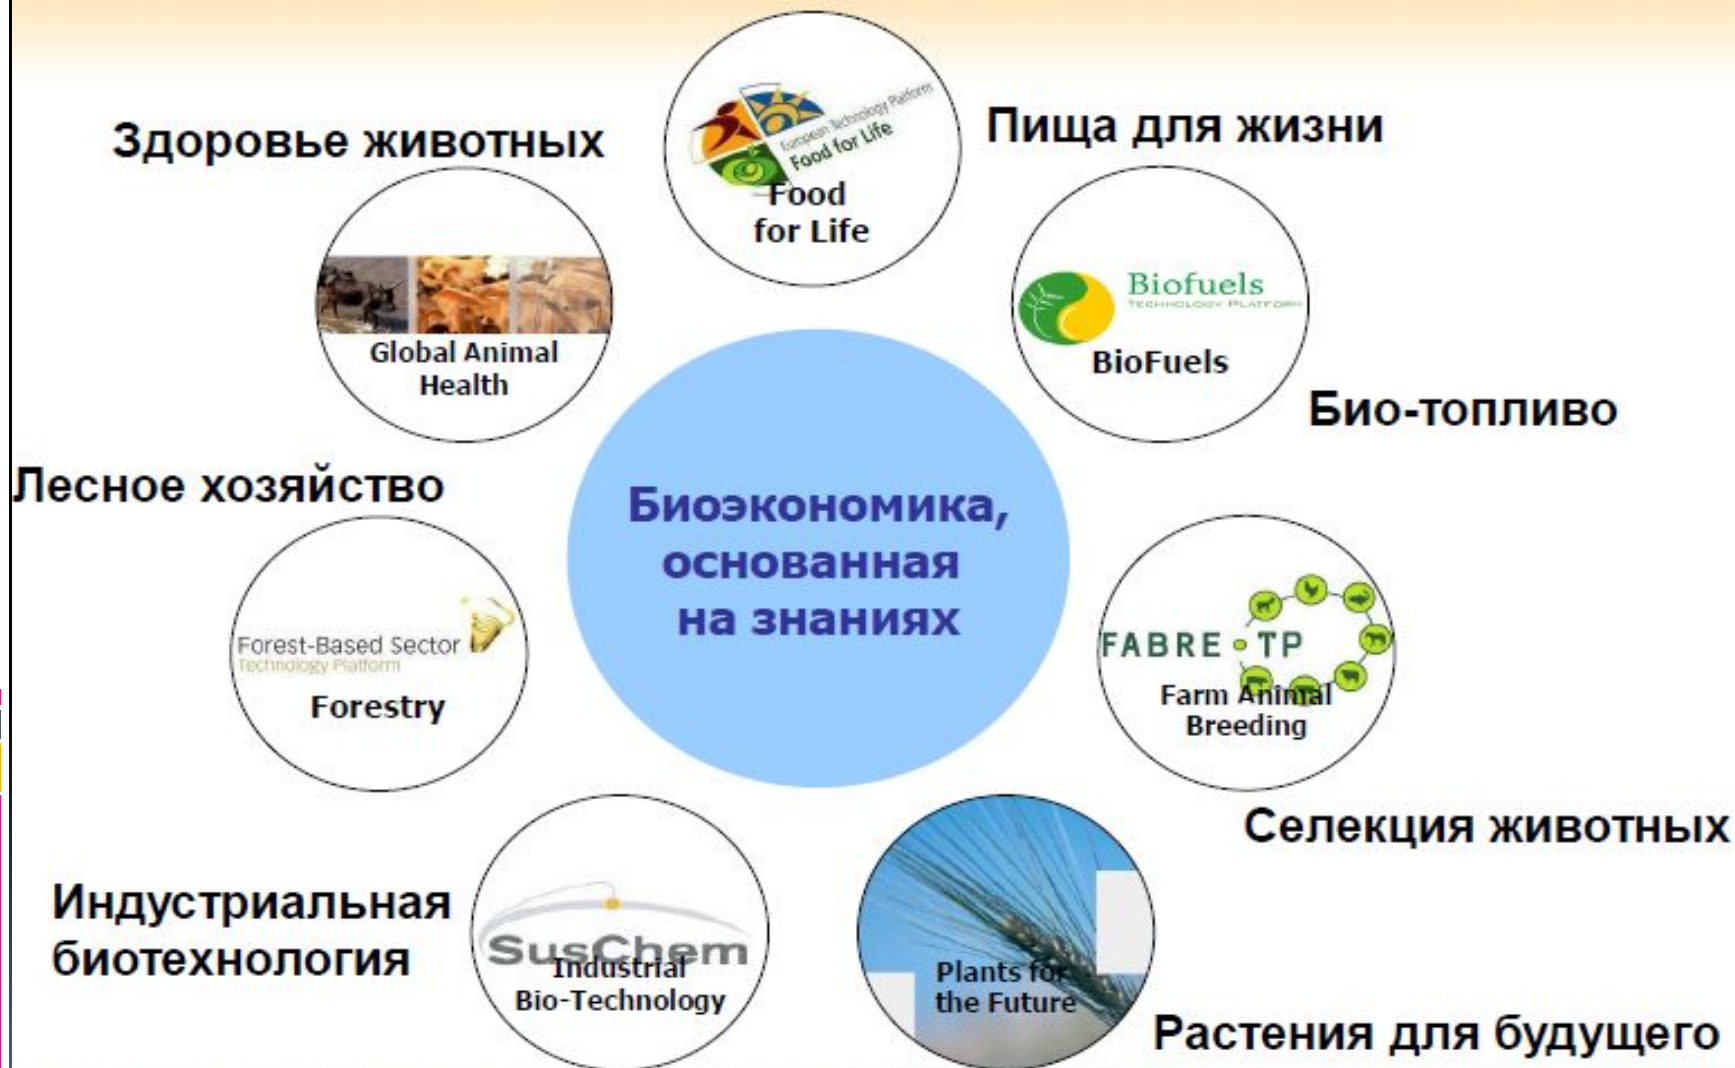 Здоровье животных
European Technology Platform
Food for Life
Food
for Life
Пища для жизни
Global Animal
Health
Biofuels
TECHNOLOGY PLATFORM
BioFuels
Био-топливо
Лесное хозяйство
Биоэкономика,
основанная
на знаниях
Forest-Based Sector
Technology Platform
Forestry
FABRE TP
Farm Animal
Breeding
Селекция животных
Индустриальная
биотехнология
SusChem
Industrial
Bio-Technology
Plants for
the Future
Растения для будущего